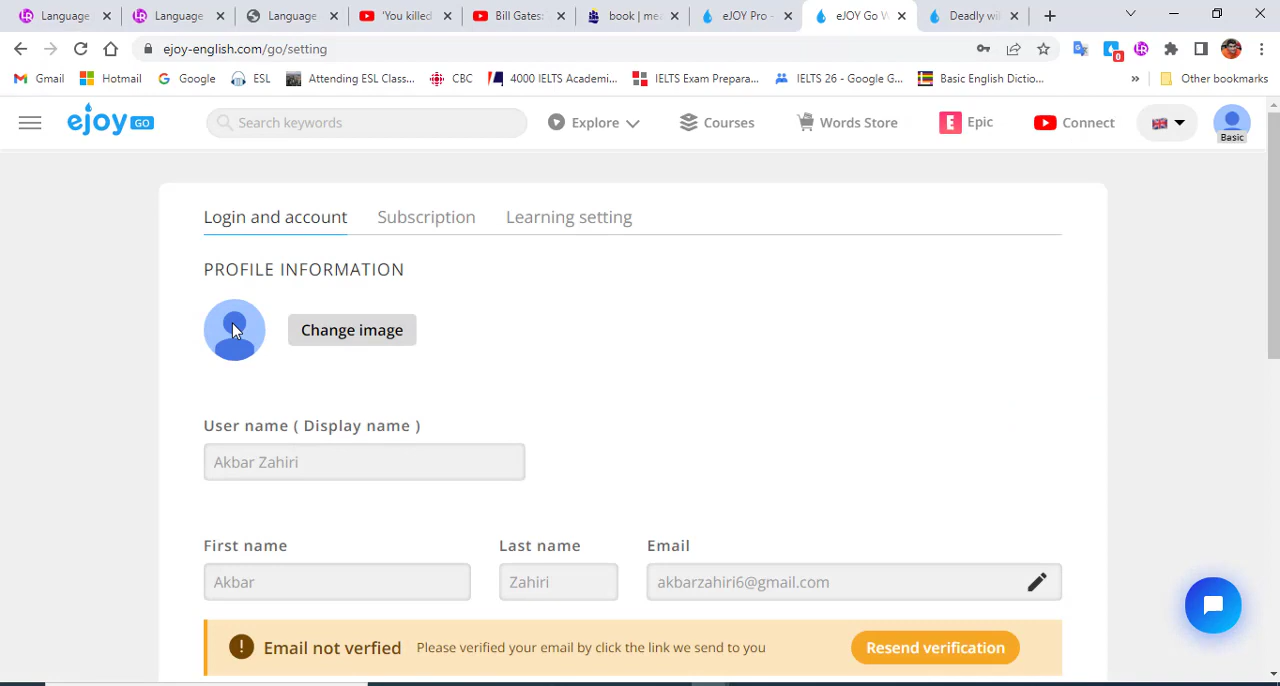 Language
Language
Language
'You killed
Bill Gates:
book | mea
eJOY Pro -
eJOY Go W
Deadly wil
ejoy-english.com/go/setting
0
Gmail
Hotmail
Google
ESL
Attending ESL Class...
CBC
4000 IELTS Academi...
IELTS Exam Prepara...
IELTS 26 - Google G...
Basic English Dictio...
»
Other bookmarks
ejoy GO
Search keywords
Explore
Courses
Words Store
E Epic
Connect
Basic
Login and account
Subscription
Learning setting
PROFILE INFORMATION
Change image
User name ( Display name )
Akbar Zahiri
First name
Last name
Email
Akbar
Zahiri
akbarzahiri6@gmail.com
! Email not verfied
Please verified your email by click the link we send to you
Resend verification